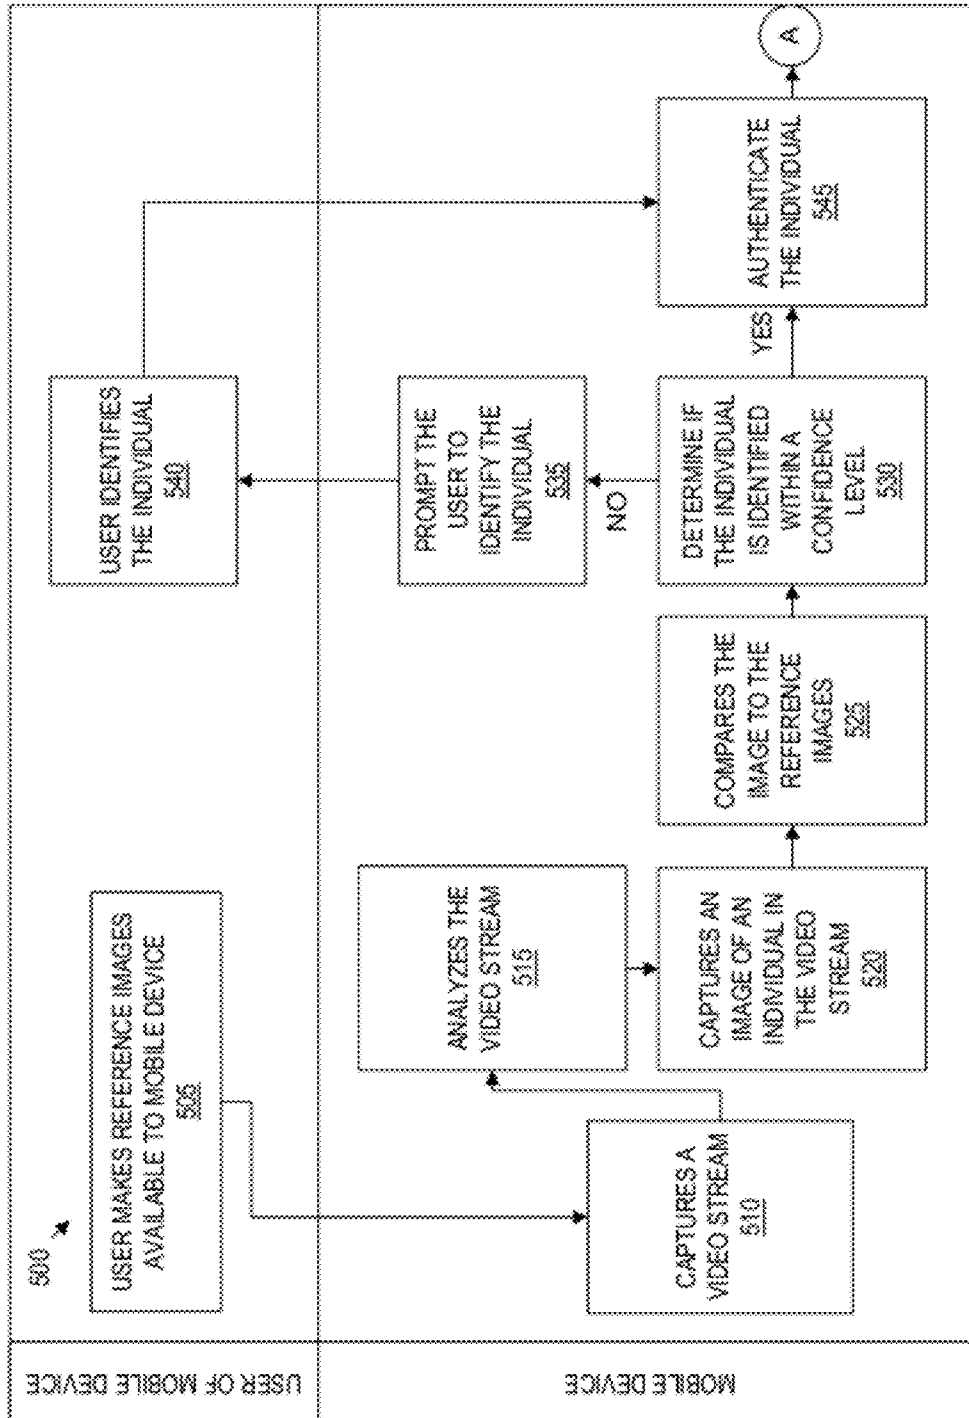 500
USER OF MOBILE DEVICE
USER MAKES REFERENCE IMAGES
AVAILABLE TO MOBILE DEVICE
505
USER IDENTIFIES
THE INDIVIDUAL
540
MOBILE DEVICE
CAPTURES A
VIDEO STREAM
510
ANALYZES THE
VIDEO STREAM
515
CAPTURES AN
IMAGE OF AN
INDIVIDUAL IN
THE VIDEO
STREAM
520
COMPARES THE
IMAGE TO THE
REFERENCE
IMAGES
525
DETERMINE IF
THE INDIVIDUAL
IS IDENTIFIED
WITHIN A
CONFIDENCE
LEVEL
530
NO
PROMPT THE
USER TO
IDENTIFY THE
INDIVIDUAL
535
YES
AUTHENTICATE
THE INDIVIDUAL
545
A